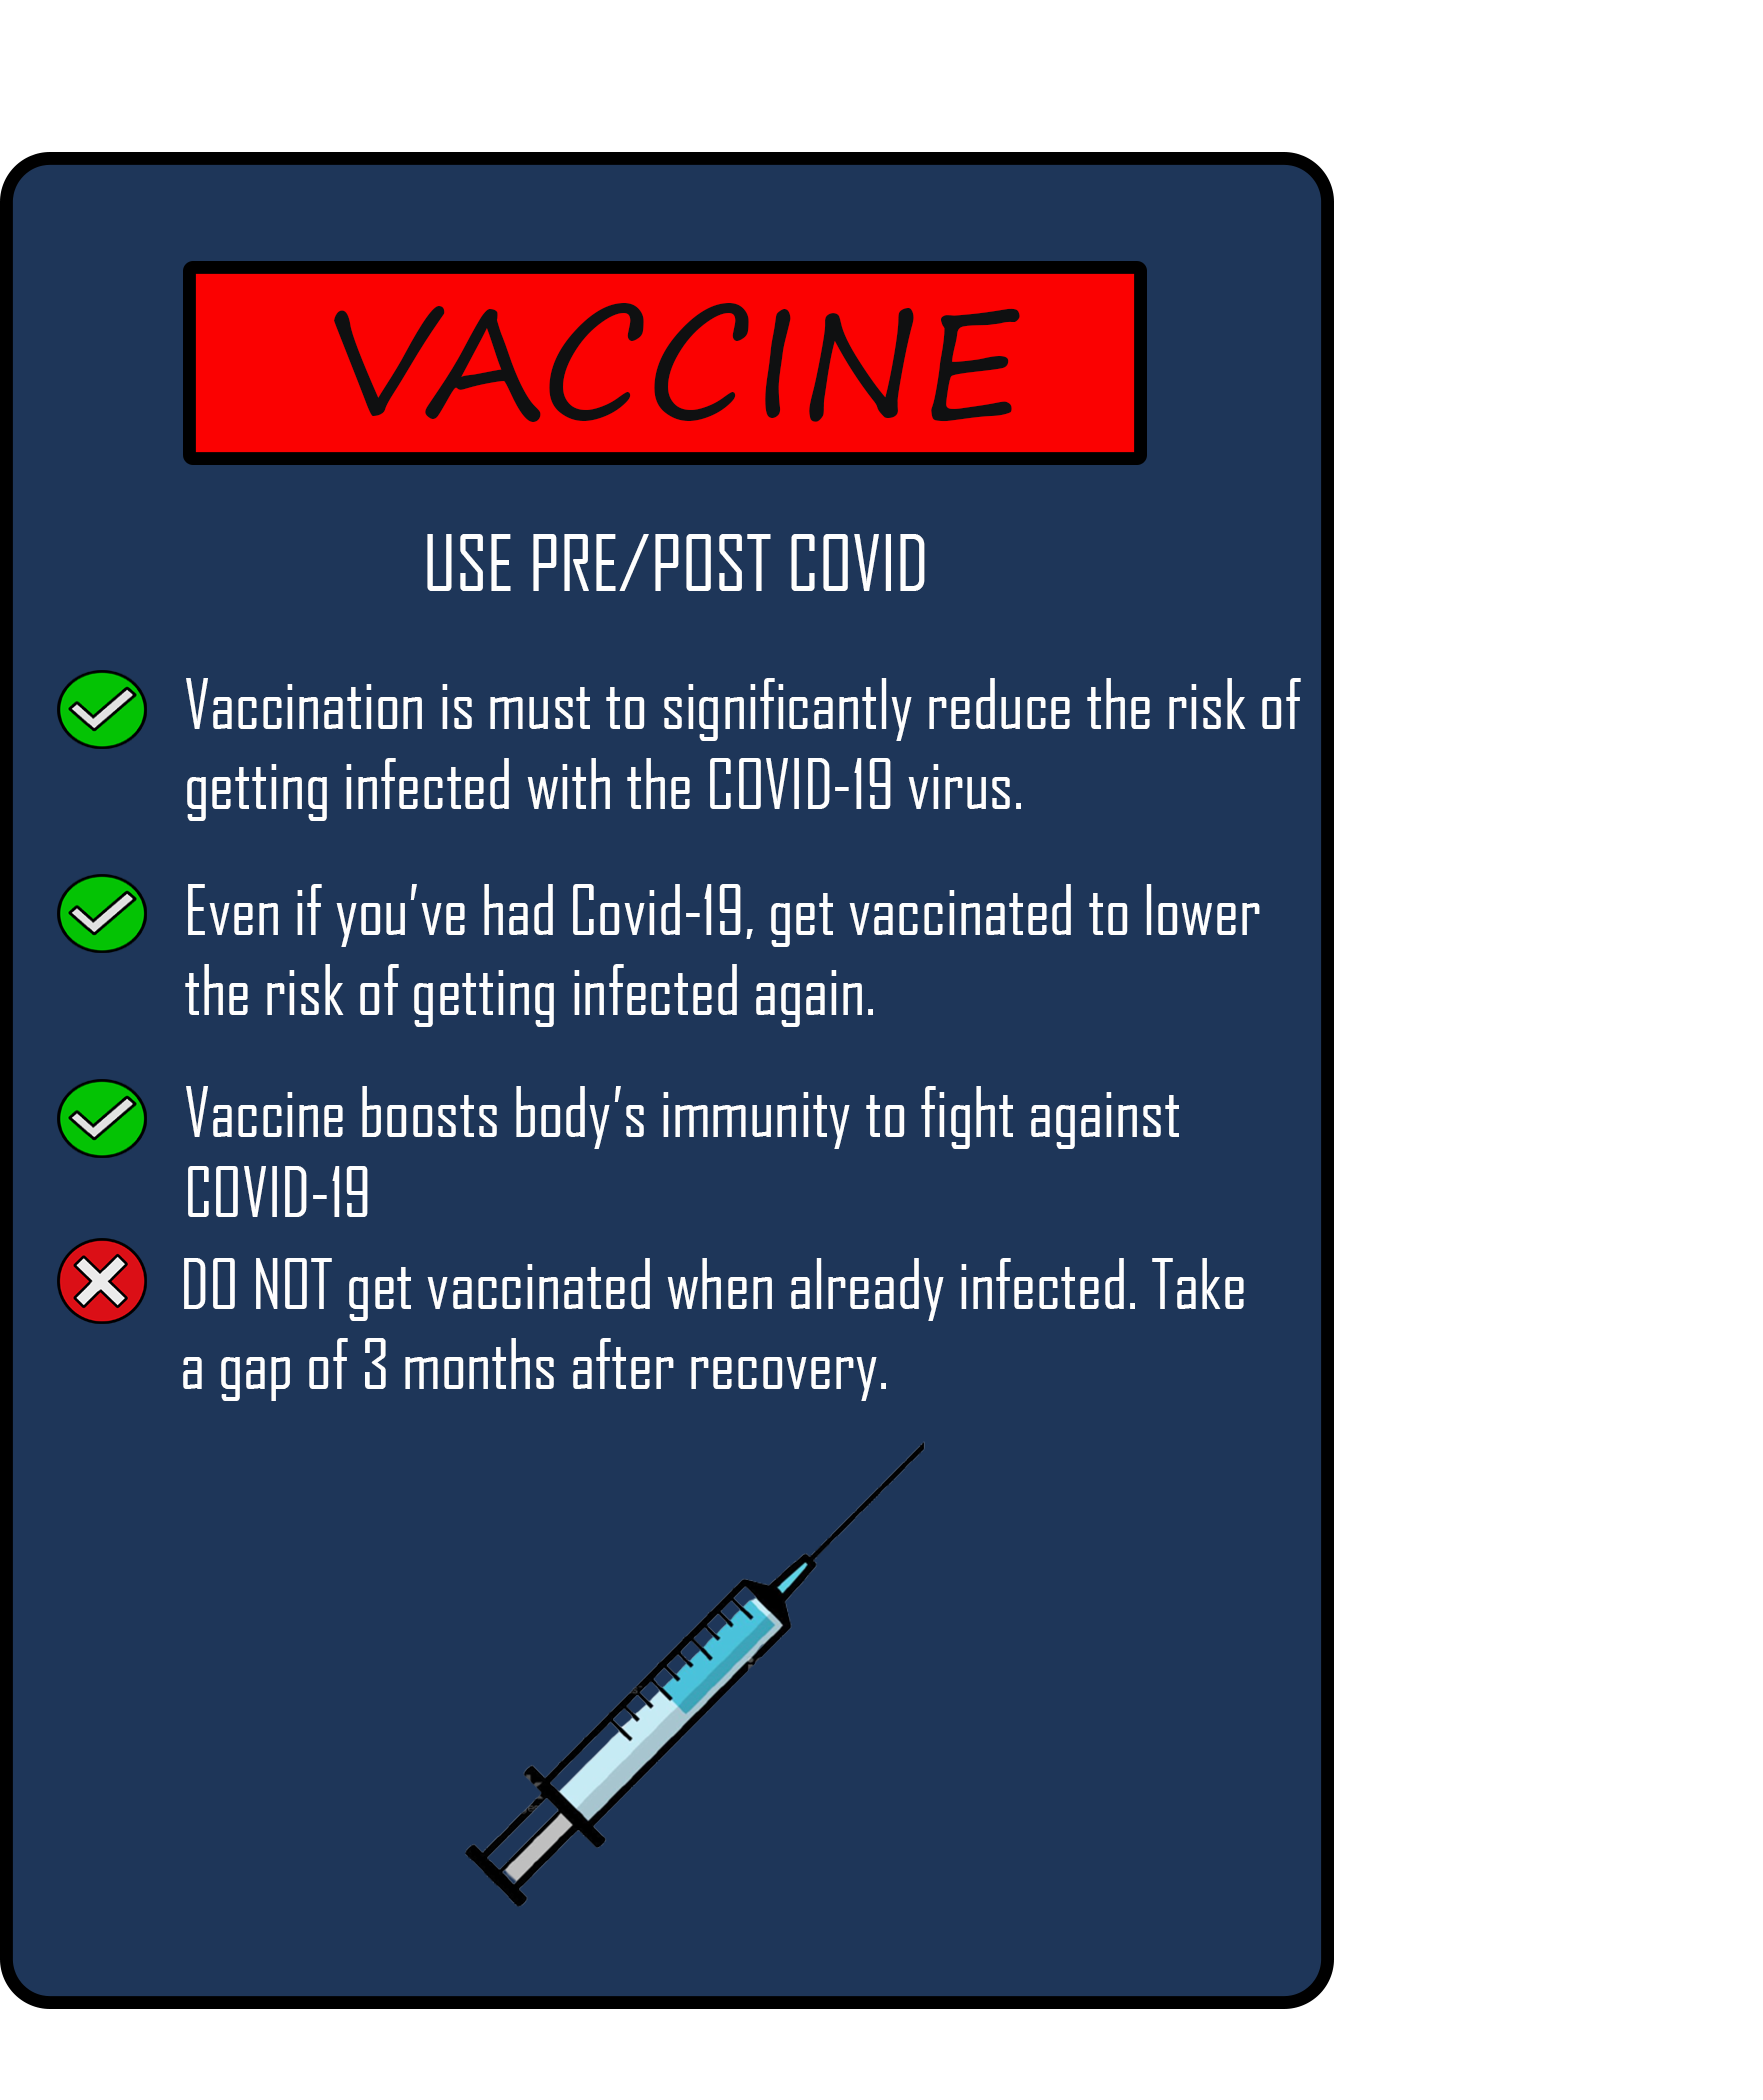 VACCINE
USE PRE/POST COVID
Vaccination is must to significantly reduce the risk of
getting infected with the COVID-19 virus.
Even if you've had Covid-19, get vaccinated to lower
the risk of getting infected again.
Vaccine boosts body's immunity to fight against
COVID-19
DO NOT get vaccinated when already infected. Take
a gap of 3 months after recovery.